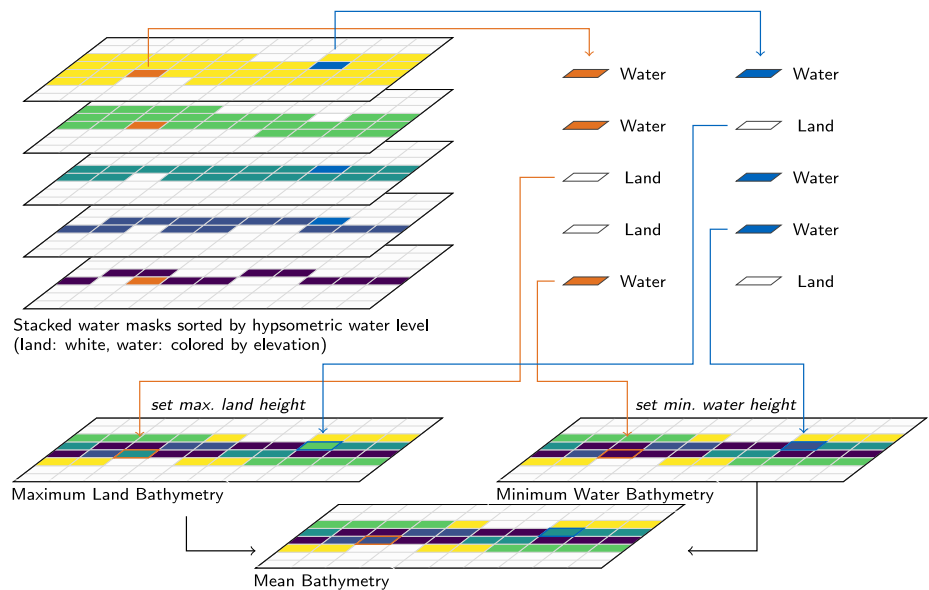 Water Water
Water Land
Land Water
Land Water
Water Land
Stacked water masks sorted by hypsometric water level
(land: white, water: colored by elevation)
set max. land height
set min. water height
Maximum Land Bathymetry
Minimum Water Bathymetry
Mean Bathymetry